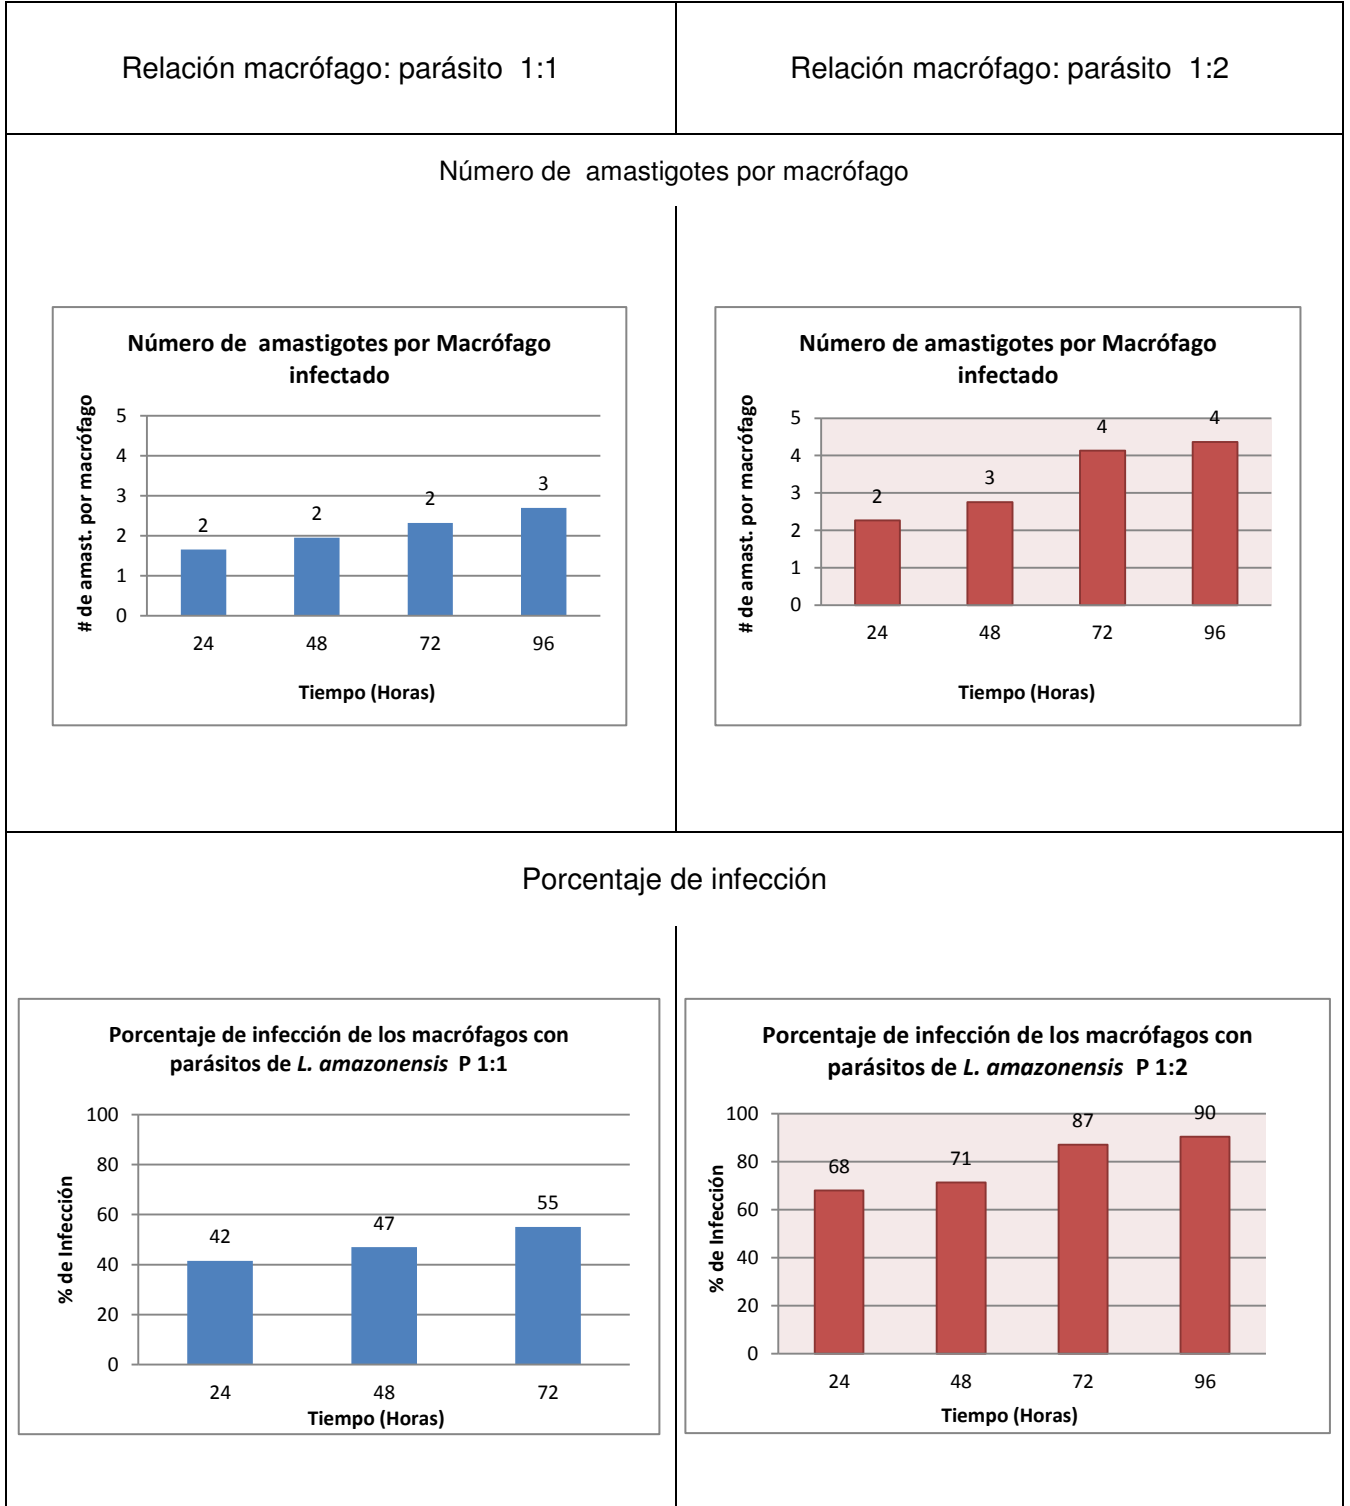 Relación macrófago: parásito 1:1
Relación macrófago: parásito 1:2
Número de amastigotes por macrófago
Número de amastigotes por Macrófago
infectado
# de amast. por macrófago
5
4
3
2
1
0
2
2
2
3
24 48 72 96
Tiempo (Horas)
Número de amastigotes por Macrófago
infectado
# de amast. por macrófago
5
4
3
2
1
0
2
3
4
4
24 48 72 96
Tiempo (Horas)
Porcentaje de infección
Porcentaje de infección de los macrófagos con
parásitos de L. amazonensis P 1:1
% de Infección
100
80
60
40
20
0
42
47
55
24 48 72
Tiempo (Horas)
Porcentaje de infección de los macrófagos con
parásitos de L. amazonensis P 1:2
% de Infección
100
80
60
40
20
0
68
71
87
90
24 48 72 96
Tiempo (Horas)